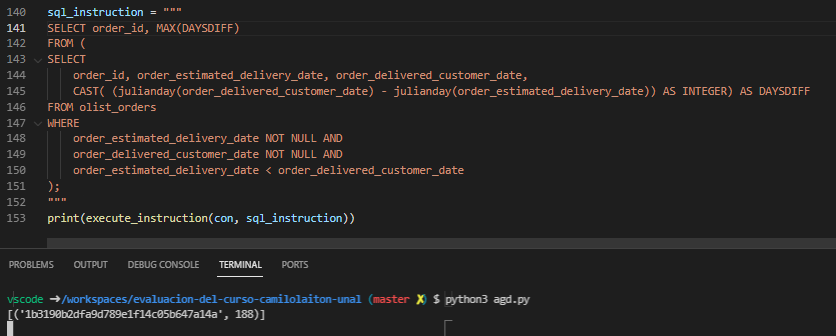 140 sql_instruction = """
141 SELECT order_id, MAX(DAYSDIFF)
142 FROM (
143 SELECT
144 order_id, order_estimated_delivery_date, order_delivered_customer_date,
145 CAST( (julianday(order_delivered_customer_date) - julianday(order_estimated_delivery_date)) AS INTEGER) AS DAYSDIFF
146 FROM olist_orders
147 WHERE
148 order_estimated_delivery_date NOT NULL AND
149 order_delivered_customer_date NOT NULL AND
150 order_estimated_delivery_date < order_delivered_customer_date
151 );
152 """
153 print(execute_instruction(con, sql_instruction))
PROBLEMS OUTPUT DEBUG CONSOLE TERMINAL PORTS
vscode ➜/workspaces/evaluacion-del-curso-camilolaiton-unal (master ✗) $ python3 agd.py
[('1b3190b2dfa9d789e1f14c05b647a14a', 188)]